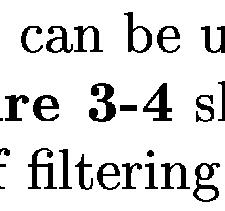 can be u
re 3-4 s
f filtering